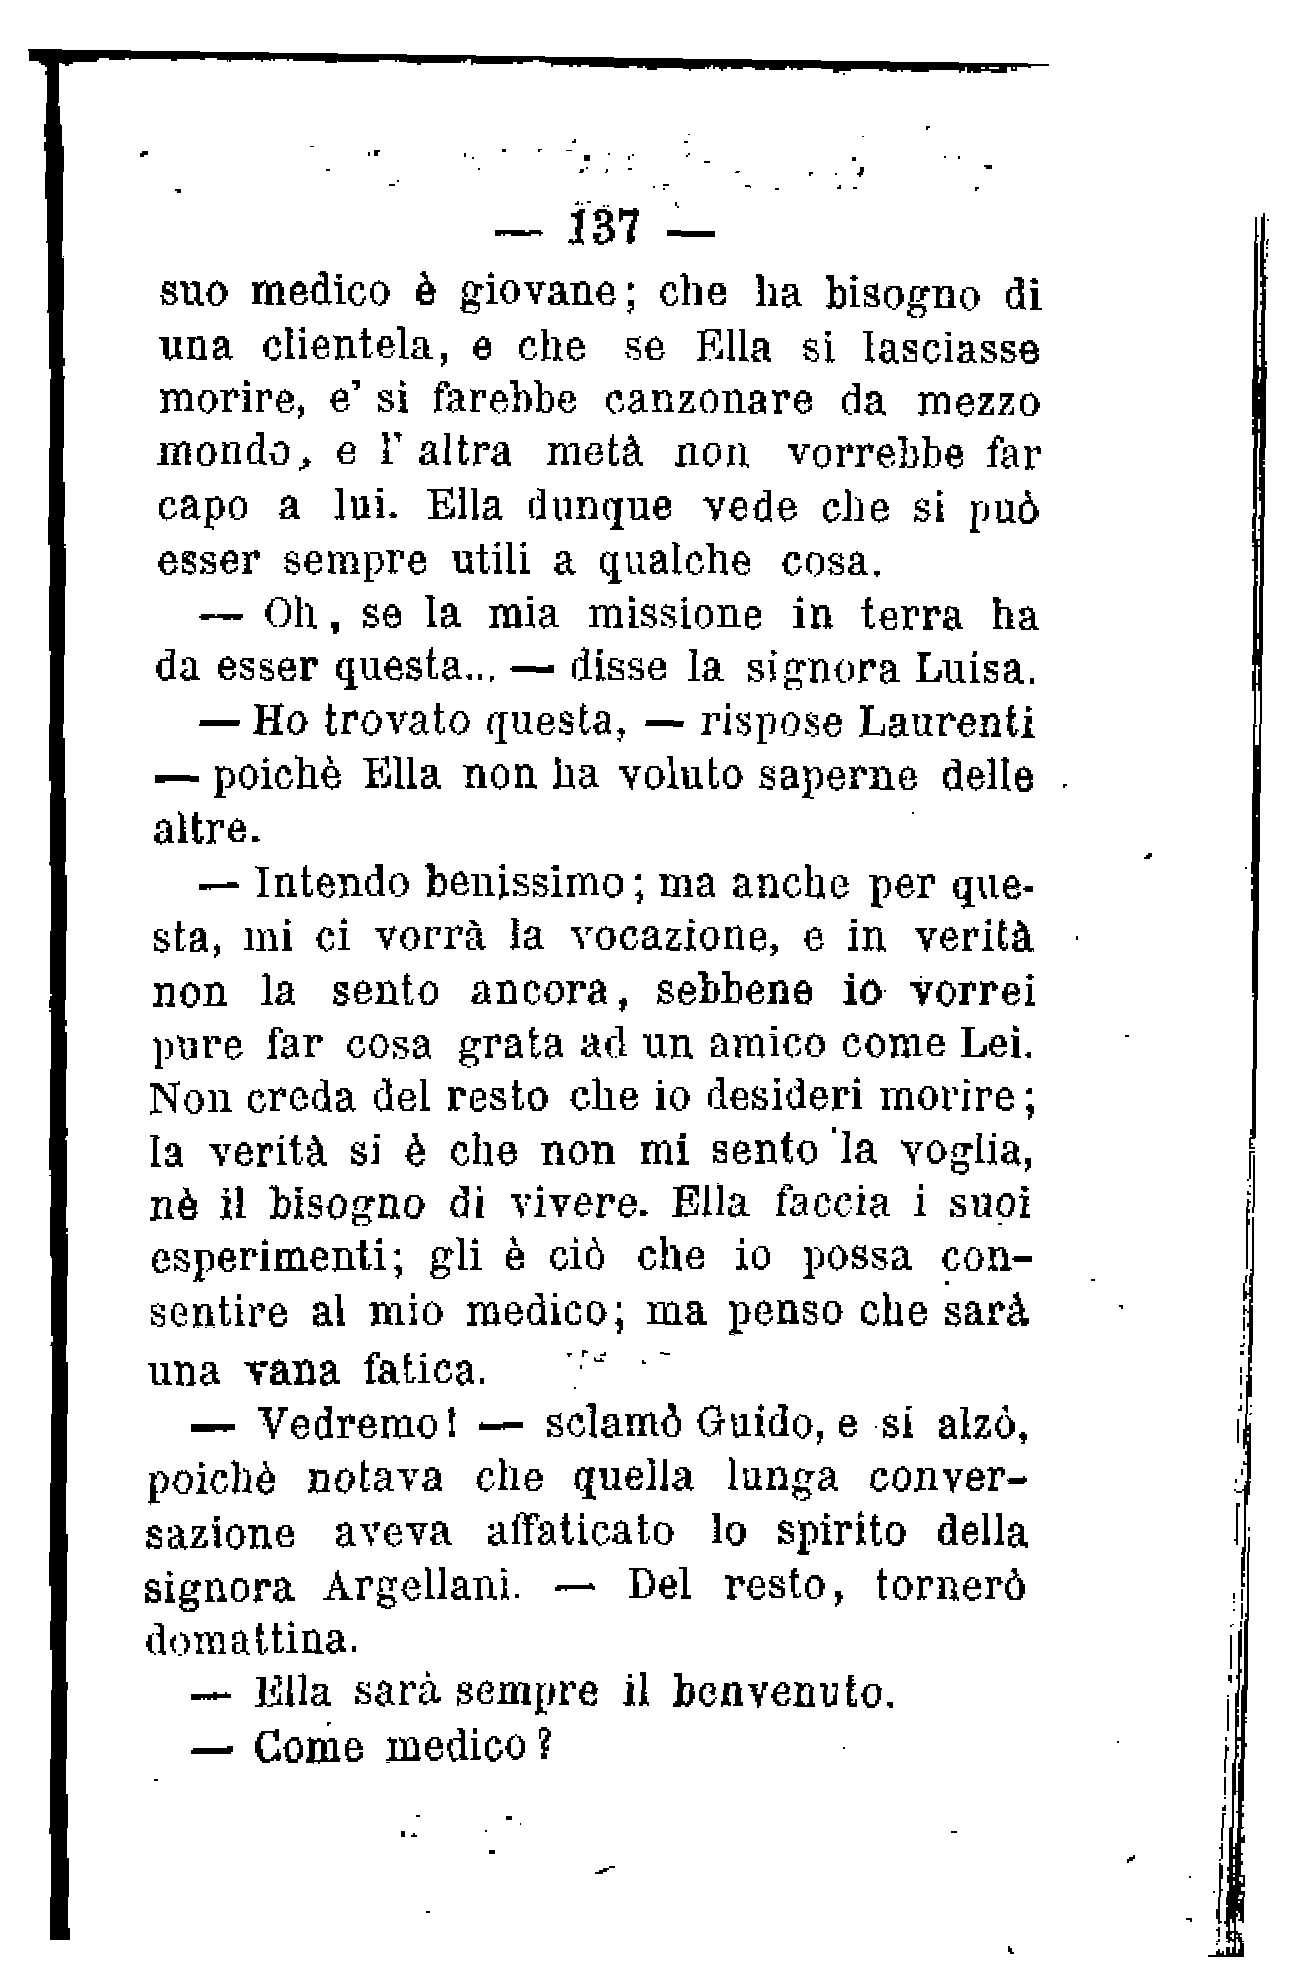 — 137 —
suo medico è giovane; che ha bisogno di
una clientela, e che se Ella si lasciasse
morire, e' si farebbe canzonare da mezzo
mondo, e l' altra metà non vorrebbe far
capo a lui. Ella dunque vede che si può
esser sempre utili a qualche cosa.
— Oh, se la mia missione in terra ha
da esser questa... — disse la signora Luisa.
— Ho trovato questa, — rispose Laurenti
— poichè Ella non ha voluto saperne delle
altre.
— Intendo benissimo; ma anche per que-
sta, mi ci vorrà la vocazione, e in verità
non la sento ancora, sebbene io vorrei
pure far cosa grata ad un amico come Lei.
Non creda del resto che io desideri morire;
la verità si è che non mi sento la voglia,
nè il bisogno di vivere. Ella faccia i suoi
esperimenti; gli è ciò che io possa con-
sentire al mio medico; ma penso che sarà
una vana fatica.
— Vedremo! — sclamò Guido, e si alzò,
poichè notava che quella lunga conver-
sazione aveva affaticato lo spirito della
signora Argellani. — Del resto, tornerò
domattina.
— Ella sarà sempre il benvenuto.
— Come medico?